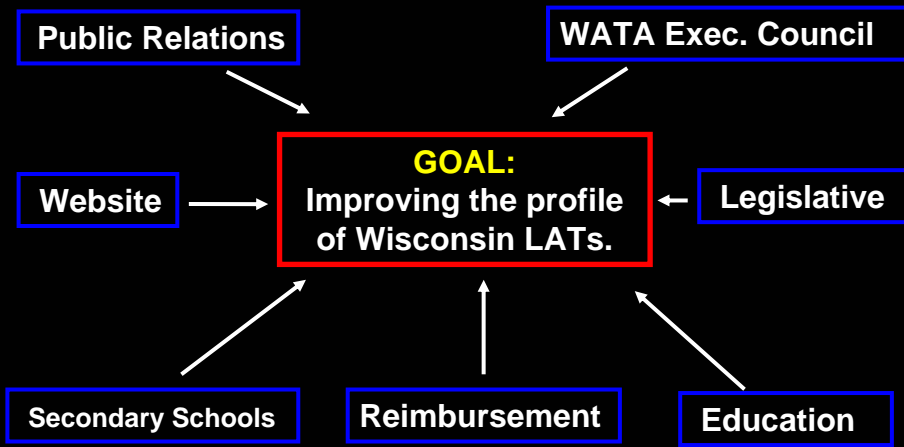 Public Relations
WATA Exec. Council
GOAL:
Improving the profile
of Wisconsin LATs.
Website
Legislative
Secondary Schools
Reimbursement
Education